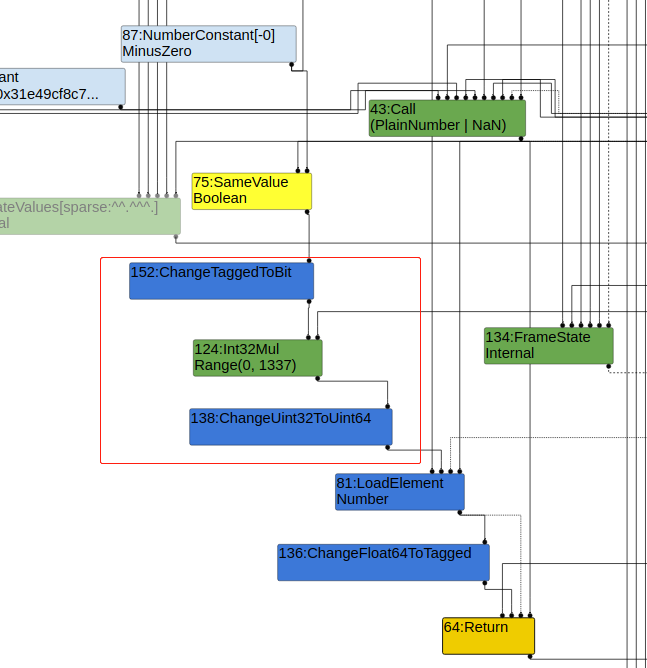 87:NumberConstant[-0]
MinusZero
ant
0x31e49cf8c7...
43:Call
(PlainNumber | NaN)
75:SameValue
Boolean
ateValues[sparse:^^.^^^.]
al
152:ChangeTaggedToBit
124:Int32Mul
Range(0, 1337)
134:FrameState
Internal
138:ChangeUint32ToUint64
81:LoadElement
Number
136:ChangeFloat64ToTagged
64:Return